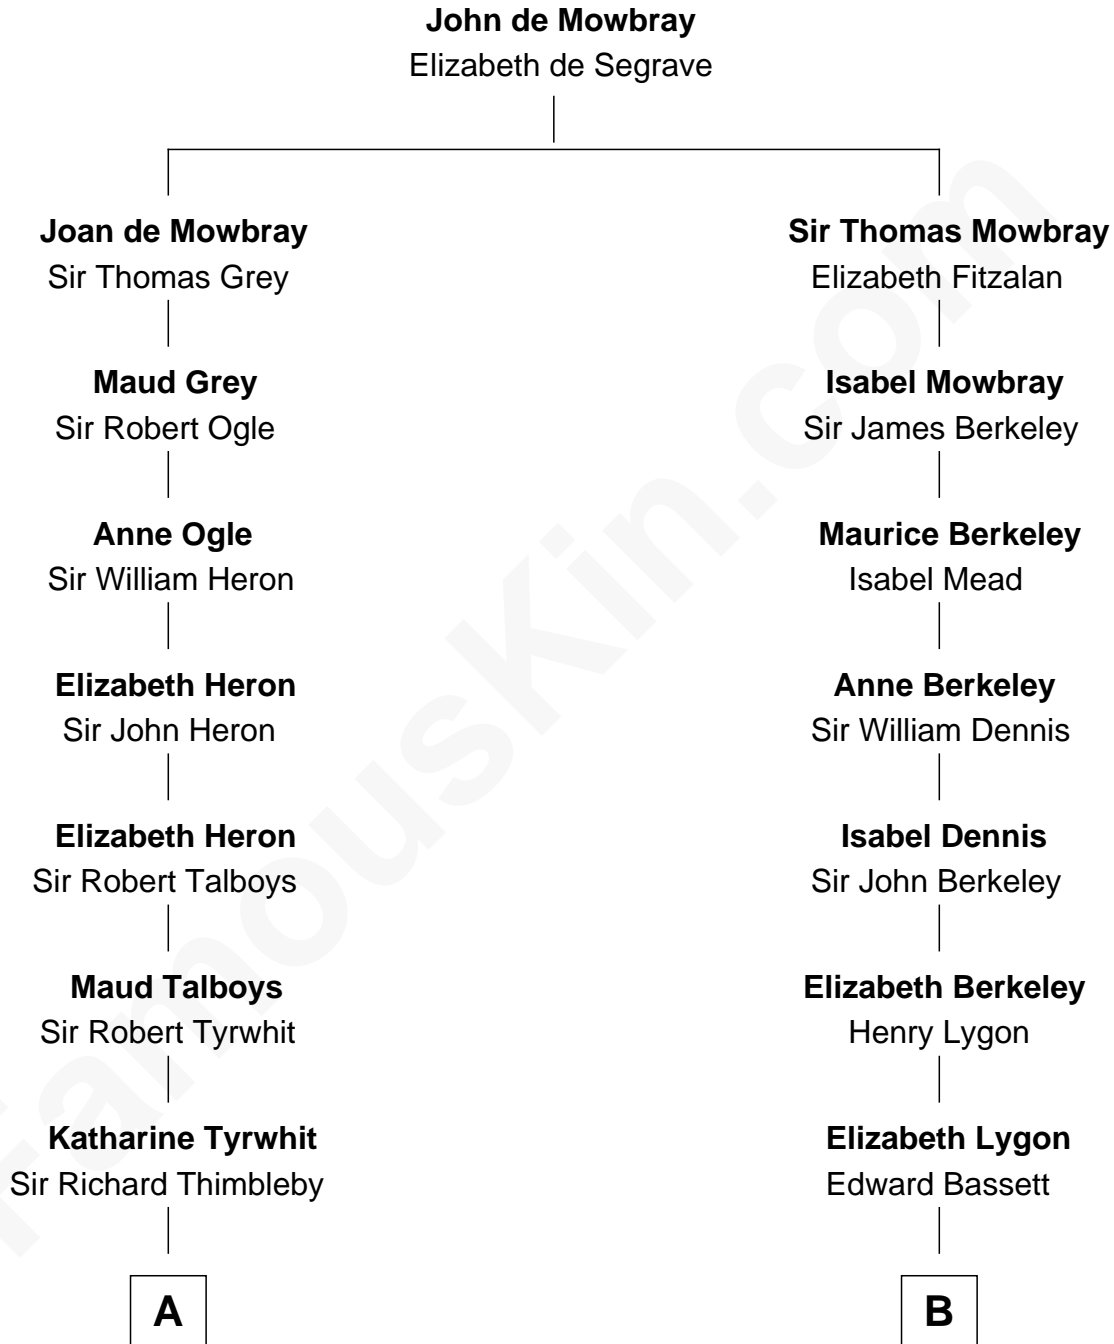 John de Mowbray
Elizabeth de Segrave
Joan de Mowbray
Sir Thomas Grey
Sir Thomas Mowbray
Elizabeth Fitzalan
Maud Grey
Sir Robert Ogle
Isabel Mowbray
Sir James Berkeley
Anne Ogle
Sir William Heron
Maurice Berkeley
Isabel Mead
Elizabeth Heron
Sir John Heron
Anne Berkeley
Sir William Dennis
Elizabeth Heron
Sir Robert Talboys
Isabel Dennis
Sir John Berkeley
Maud Talboys
Sir Robert Tyrwhit
Elizabeth Berkeley
Henry Lygon
Katharine Tyrwhit
Sir Richard Thimbleby
Elizabeth Lygon
Edward Bassett
A
B
FamousKin.com